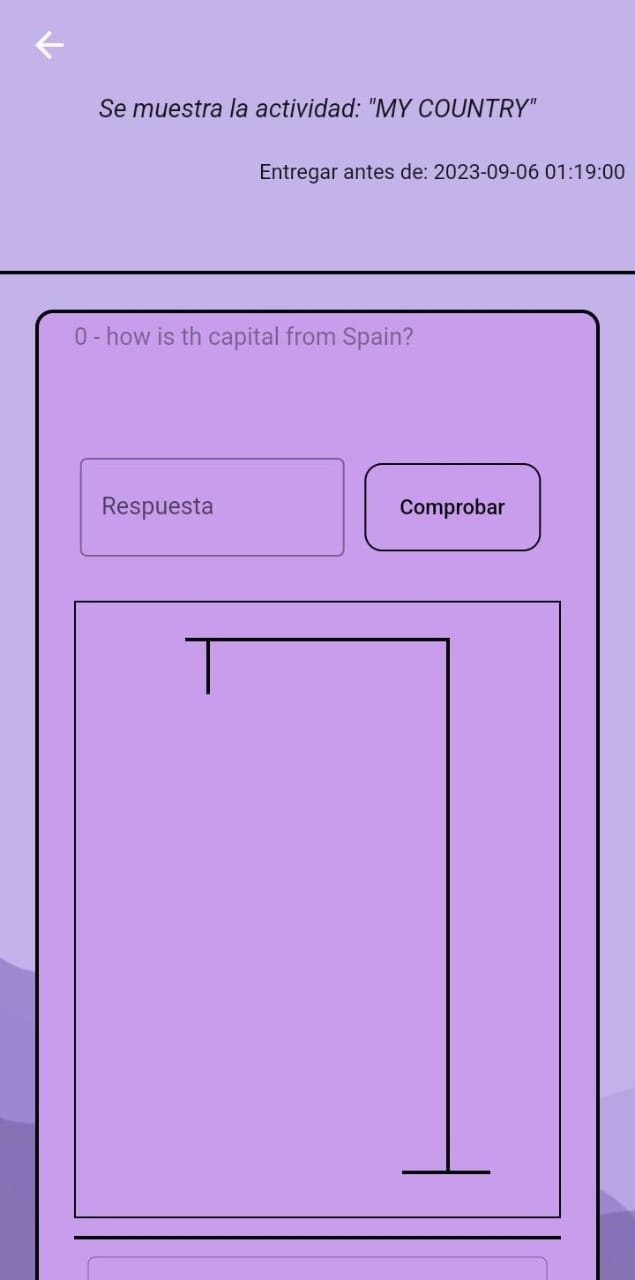 Se muestra la actividad: "MY COUNTRY"
Entregar antes de: 2023-09-06 01:19:00
0 - how is th capital from Spain?
Respuesta
Comprobar